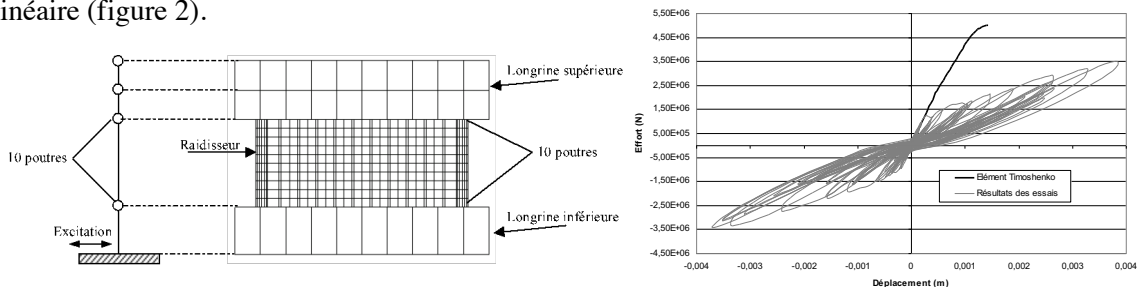 inéaire (figure 2).
Longrine supérieure
Raidisseur
10 poutres
10 poutres
Longrine inférieure
Excitation
5,50E+06
4,50E+06
3,50E+06
2,50E+06
1,50E+06
5,00E+05
-5,00E+05
-1,50E+06
-2,50E+06
-3,50E+06
-4,50E+06
Effort (N)
Elément Timoshenko
Résultats des essais
-0,004 -0,003 -0,002 -0,001 0 0,001 0,002 0,003 0,004
Déplacement (m)